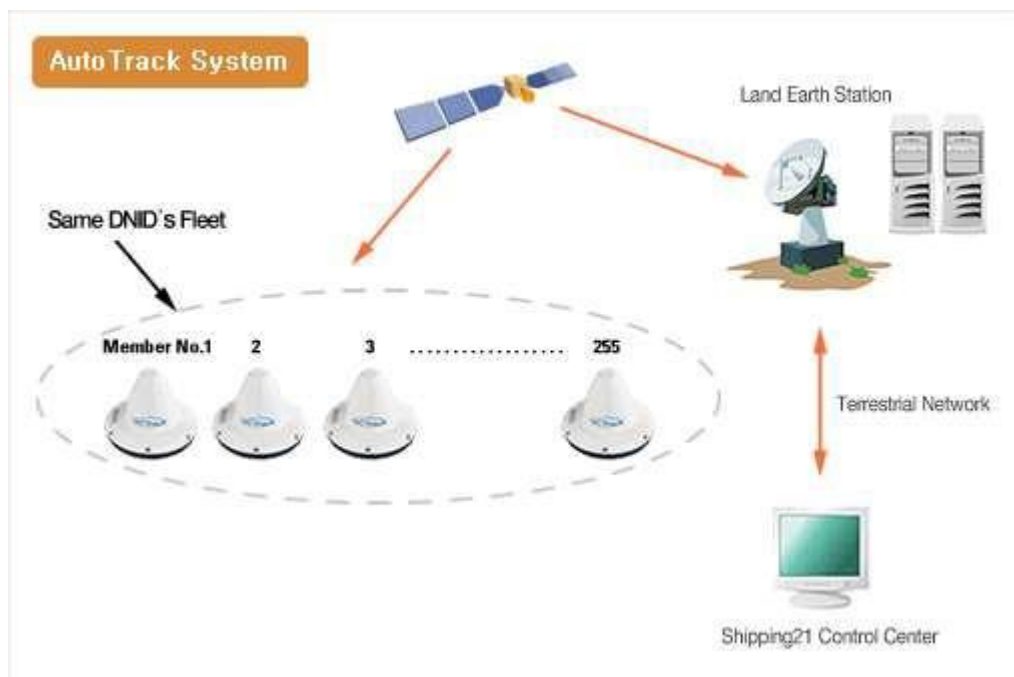 AutoTrack System
Land Earth Station
Same DNID`s Fleet
Member No.1 2 3 .................... 255
Terrestrial Network
Shipping21 Control Center